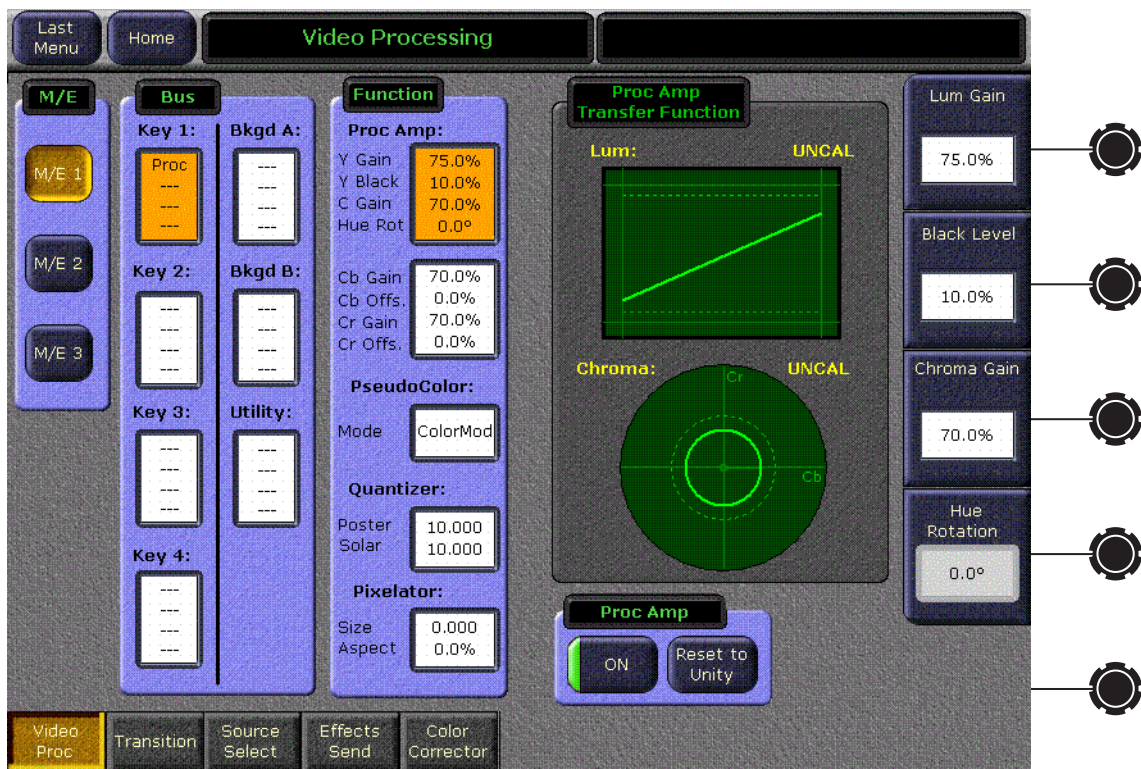 Last
Menu
Home
Video Processing
M/E
M/E 1
M/E 2
M/E 3
Bus
Key 1:
Proc
---
---
---
Bkgd A:
---
---
---
---
Key 2:
---
---
---
---
Bkgd B:
---
---
---
---
Key 3:
---
---
---
---
Utility:
---
---
---
---
Key 4:
---
---
---
---
Function
Proc Amp:
Y Gain 75.0%
Y Black 10.0%
C Gain 70.0%
Hue Rot 0.0°
Cb Gain 70.0%
Cb Offs. 0.0%
Cr Gain 70.0%
Cr Offs. 0.0%
PseudoColor:
Mode ColorMod
Quantizer:
Poster 10.000
Solar 10.000
Pixelator:
Size 0.000
Aspect 0.0%
Proc Amp
Transfer Function
Lum: UNCAL
Chroma: UNCAL
Cr
Cb
Proc Amp
ON
Reset to
Unity
Lum Gain
75.0%
Black Level
10.0%
Chroma Gain
70.0%
Hue
Rotation
0.0°
Video
Proc
Transition
Source
Select
Effects
Send
Color
Corrector